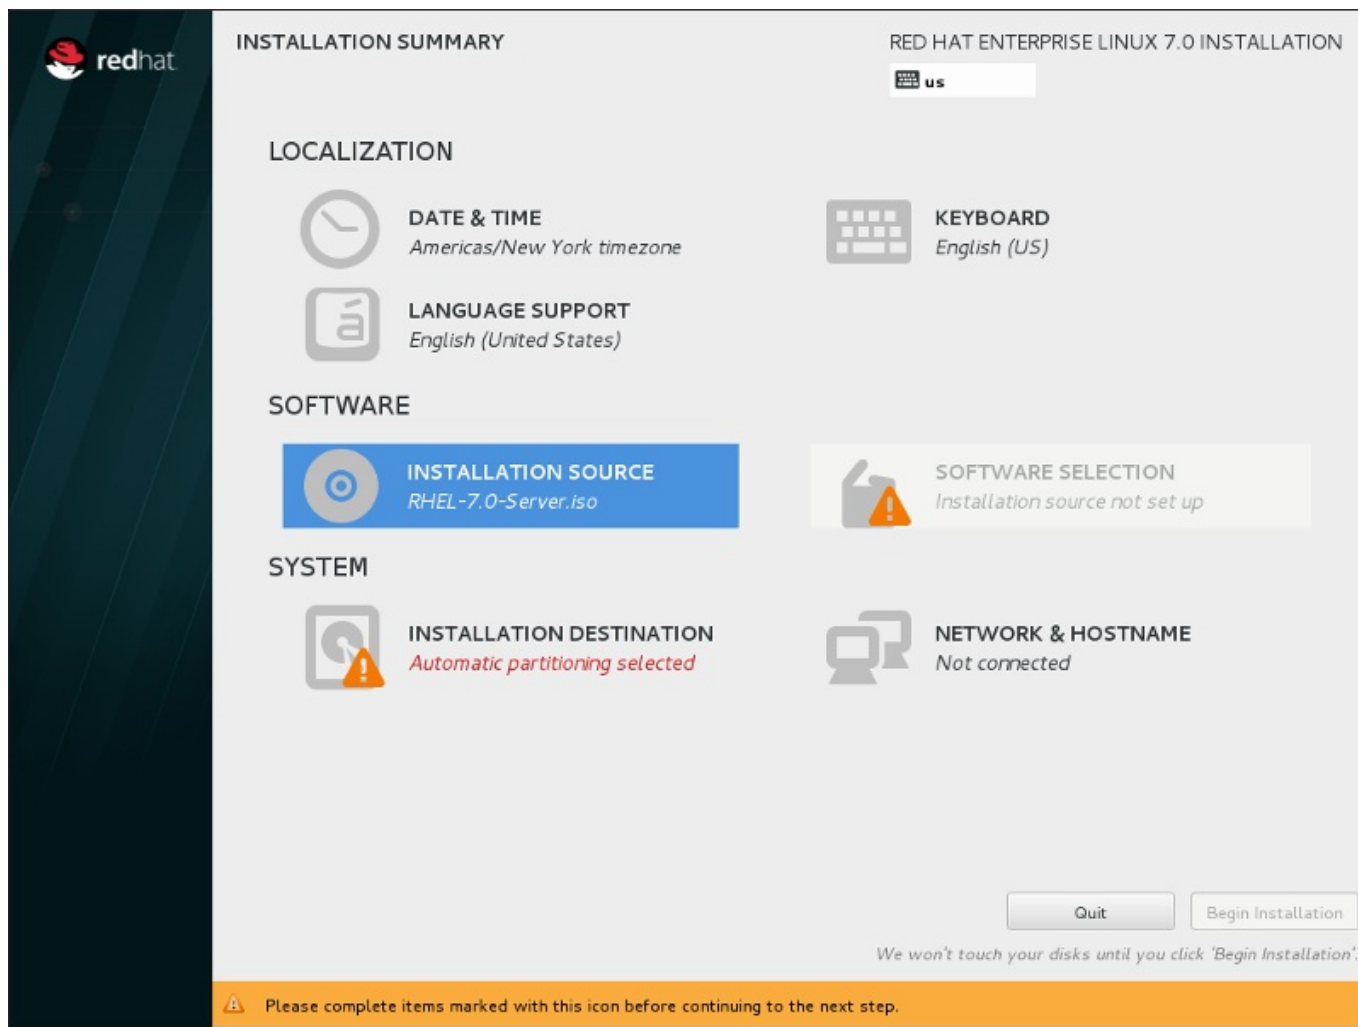 redhat.
INSTALLATION SUMMARY
RED HAT ENTERPRISE LINUX 7.0 INSTALLATION
us
LOCALIZATION
DATE & TIME
Americas/New York timezone
KEYBOARD
English (US)
á
LANGUAGE SUPPORT
English (United States)
SOFTWARE
INSTALLATION SOURCE
RHEL-7.0-Server.iso
SOFTWARE SELECTION
Installation source not set up
SYSTEM
INSTALLATION DESTINATION
Automatic partitioning selected
NETWORK & HOSTNAME
Not connected
Quit
Begin Installation
We won't touch your disks until you click 'Begin Installation'.
Please complete items marked with this icon before continuing to the next step.